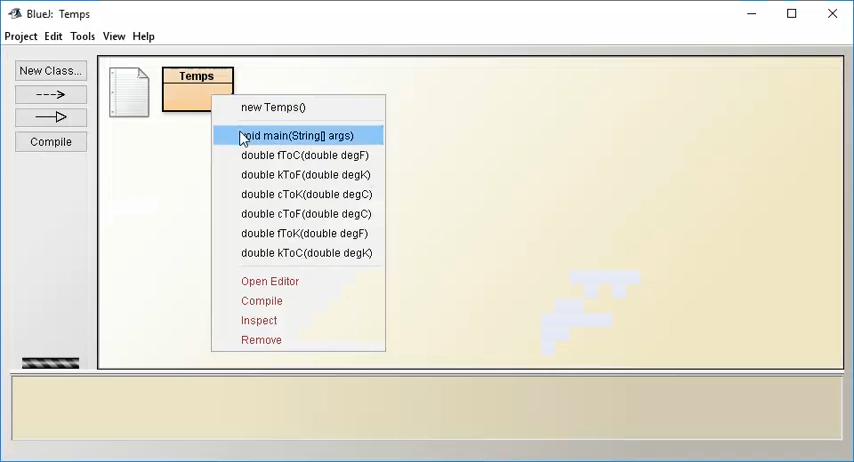 BlueJ: Temps
Project Edit Tools View Help
New Class...
Compile
Temps
new Temps()
void main(String[] args)
double fToC(double degF)
double kToF(double degK)
double cToK(double degC)
double cToF(double degC)
double fToK(double degF)
double kToC(double degK)
Open Editor
Compile
Inspect
Remove